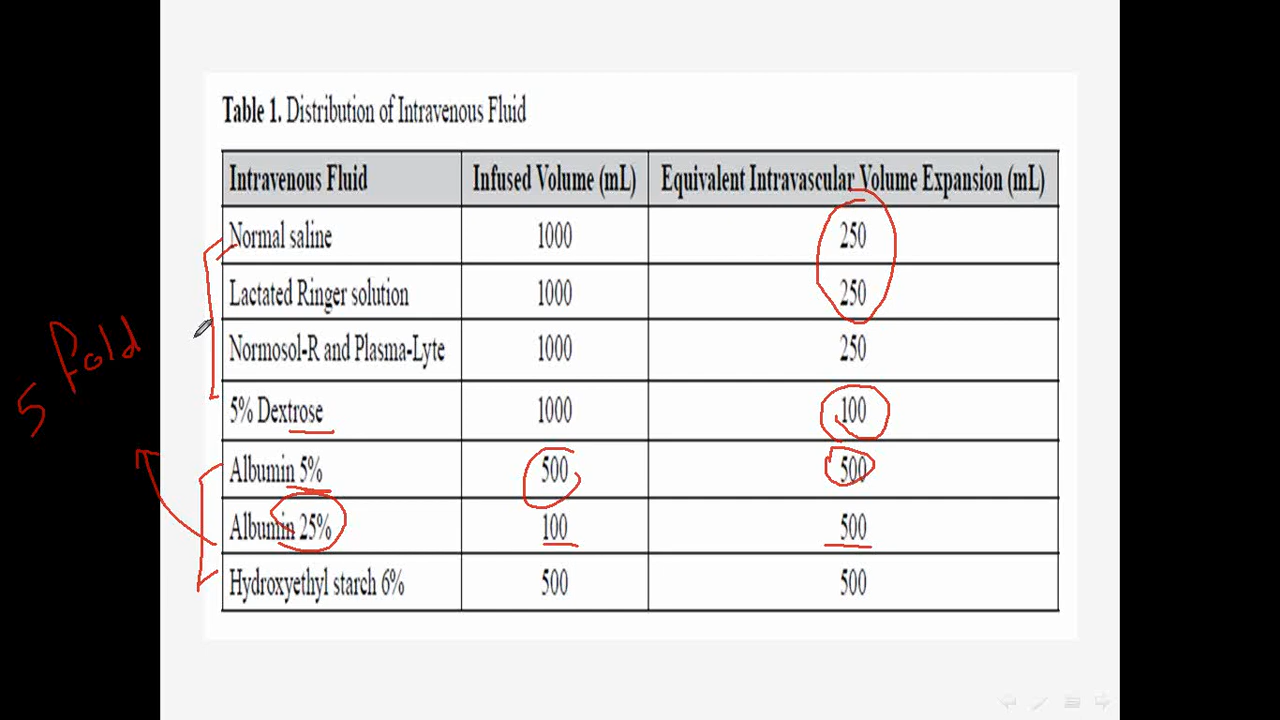 Table 1. Distribution of Intravenous Fluid
Intravenous Fluid Infused Volume (mL) Equivalent Intravascular Volume Expansion (mL)
Normal saline 1000 250
Lactated Ringer solution 1000 250
Normosol-R and Plasma-Lyte 1000 250
5% Dextrose 1000 100
Albumin 5% 500 500
Albumin 25% 100 500
Hydroxyethyl starch 6% 500 500
5 fold